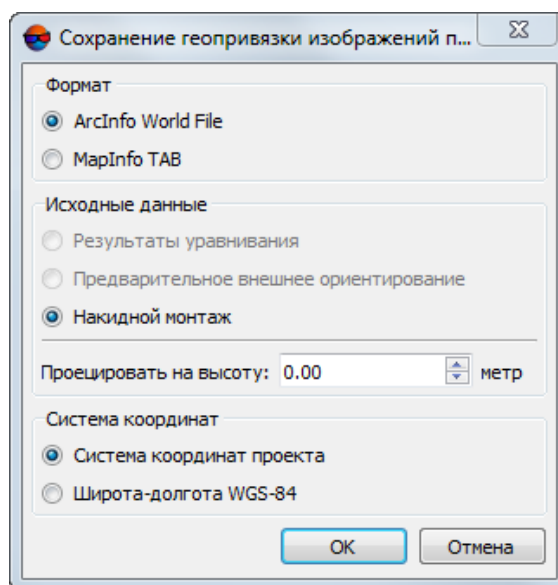 Сохранение геопривязки изображений п...
Формат
ArcInfo World File
MapInfo TAB
Исходные данные
Результаты уравнивания
Предварительное внешнее ориентирование
Накидной монтаж
Проецировать на высоту: 0.00 метр
Система координат
Система координат проекта
Широта-долгота WGS-84
OK Отмена